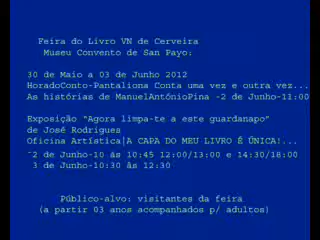 Feira do Livro VN de Cerveira
Museu Convento de San Payo:
30 de Maio a 03 de Junho 2012
HoradoConto-Pantaliona Conta uma vez e outra vez...
As histórias de ManuelAntónioPina -2 de Junho-11:00
Exposição "Agora limpa-te a este guardanapo"
de José Rodrigues
Oficina Artística|A CAPA DO MEU LIVRO É ÚNICA!...
-2 de Junho-10 às 10:45 12:00/13:00 e 14:30/18:00
-3 de Junho-10:30 às 12:30
Público-alvo: visitantes da feira
(a partir 03 anos acompanhados p/ adultos)